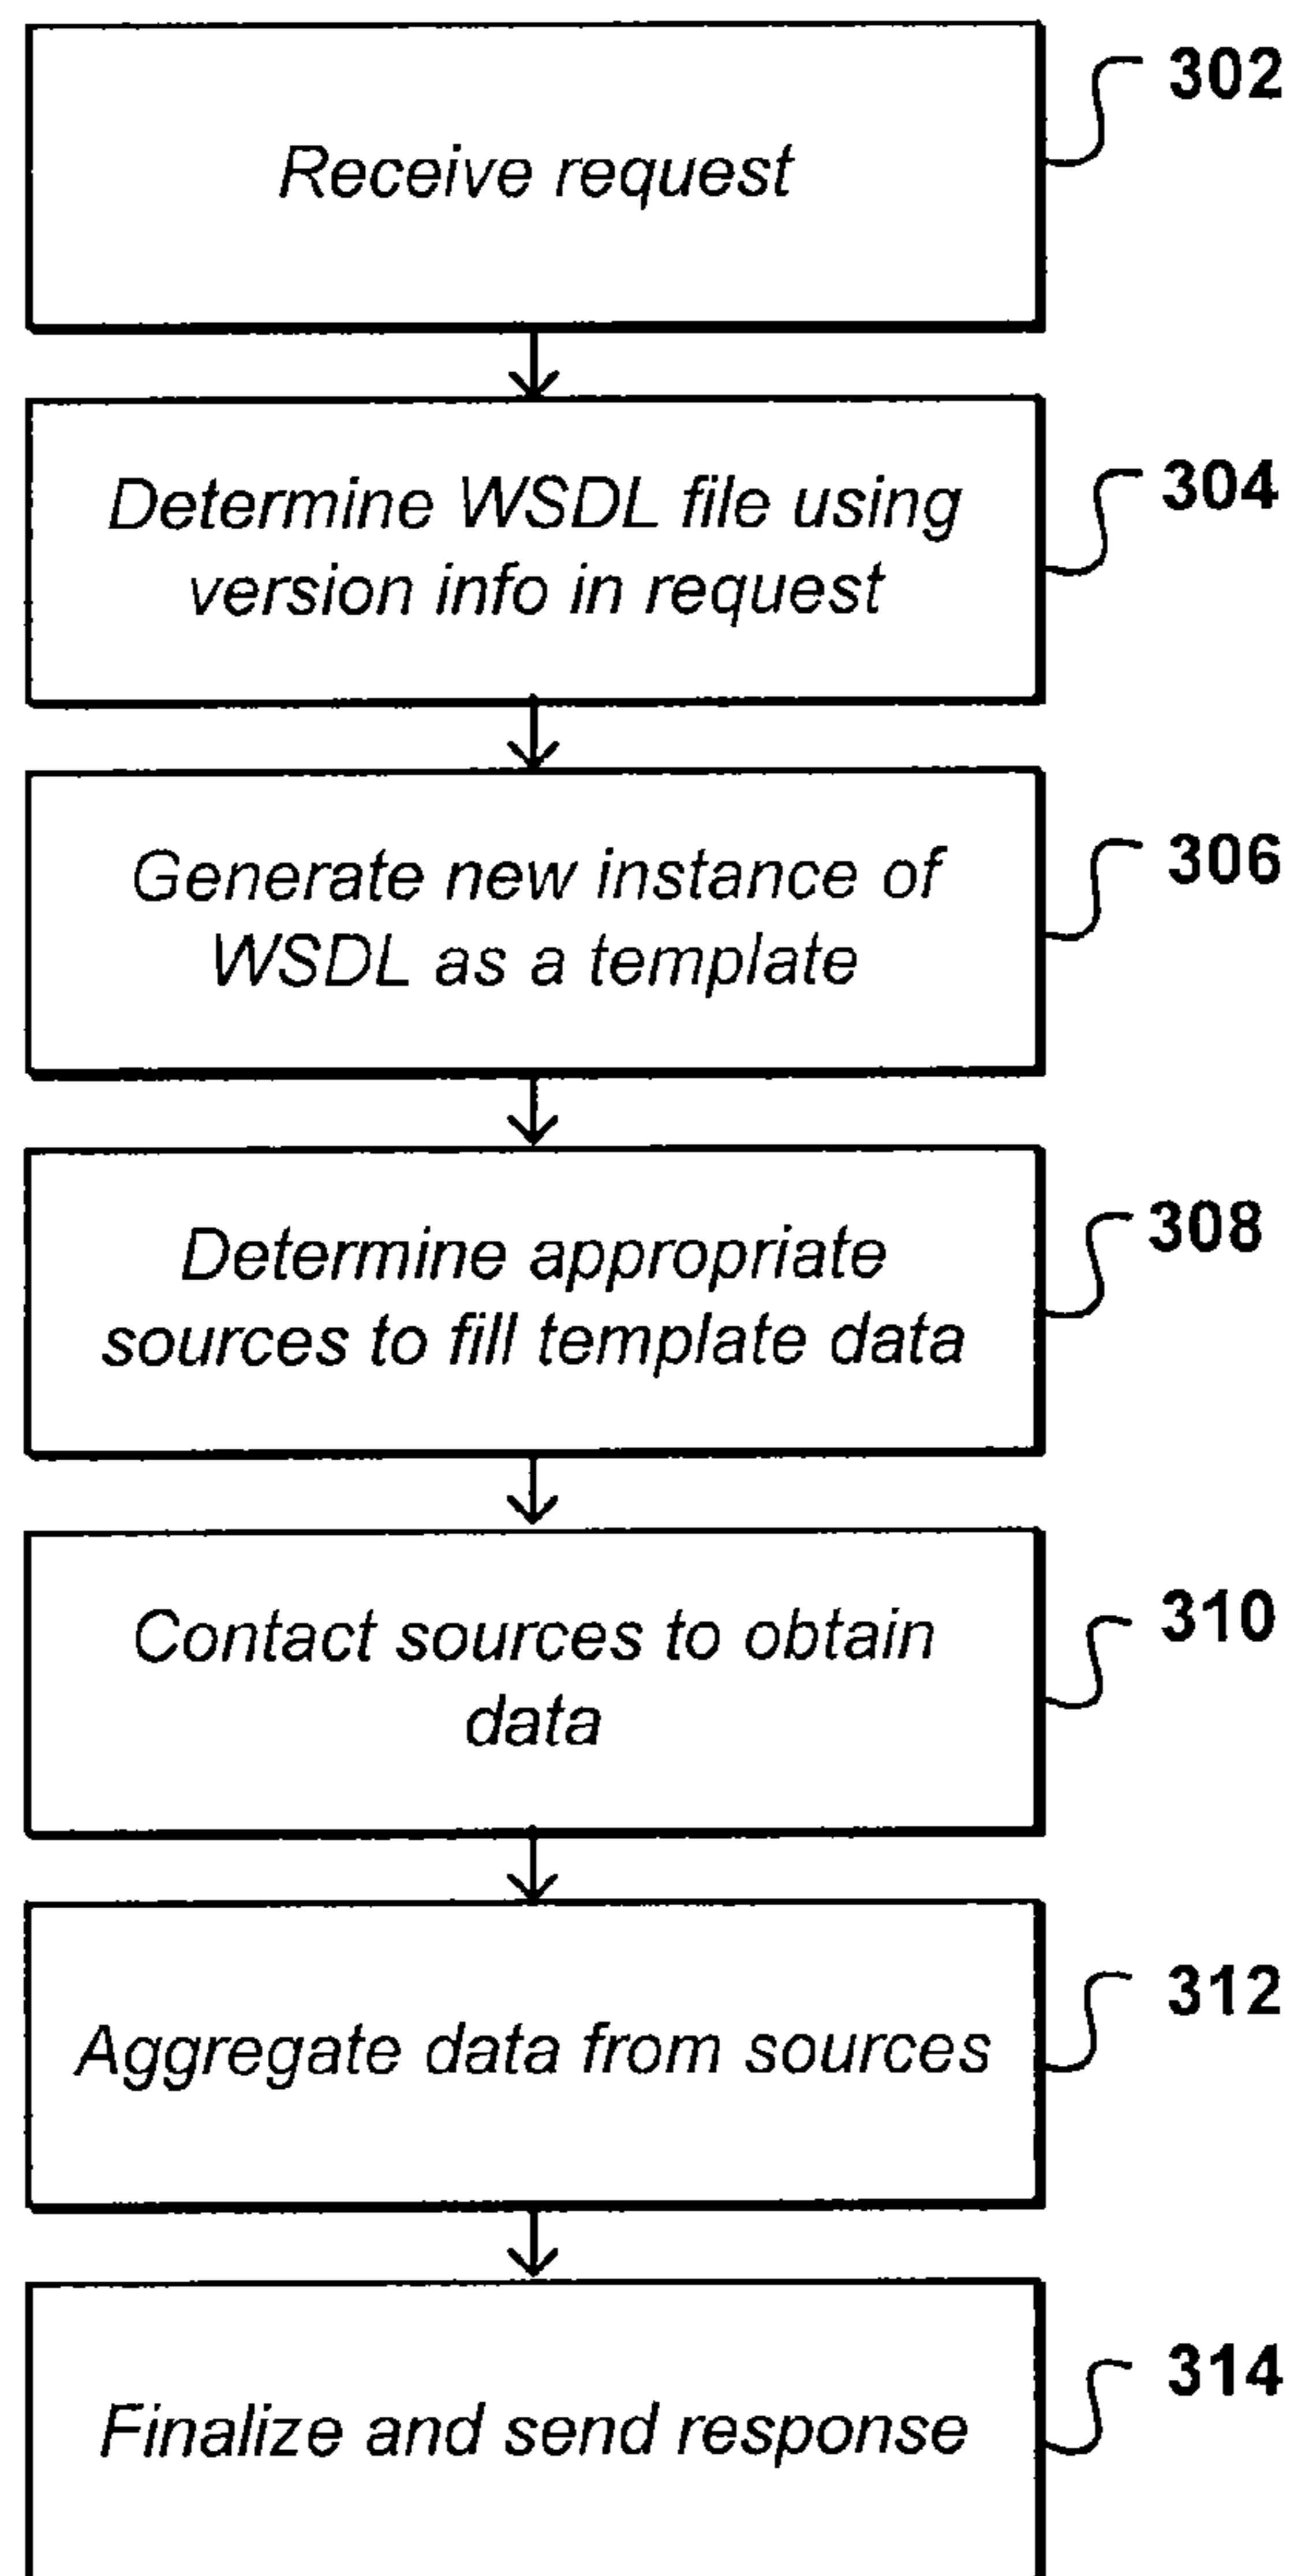 Receive request
302
Determine WSDL file using
version info in request
304
Generate new instance of
WSDL as a template
306
Determine appropriate
sources to fill template data
308
Contact sources to obtain
data
310
Aggregate data from sources
312
Finalize and send response
314